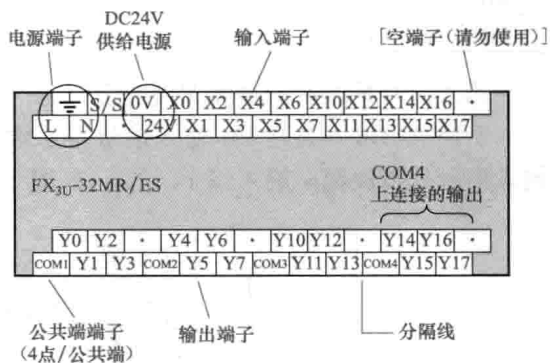 DC24V
电源端子 供给电源 输入端子 [空端子(请勿使用)]
⏚ S/S 0V X0 X2 X4 X6 X10 X12 X14 X16 ·
L N · 24V X1 X3 X5 X7 X11 X13 X15 X17
FX3U-32MR/ES
COM4
上连接的输出
Y0 Y2 · Y4 Y6 · Y10 Y12 · Y14 Y16 ·
COM1 Y1 Y3 COM2 Y5 Y7 COM3 Y11 Y13 COM4 Y15 Y17
公共端端子 输出端子 分隔线
(4点/公共端)